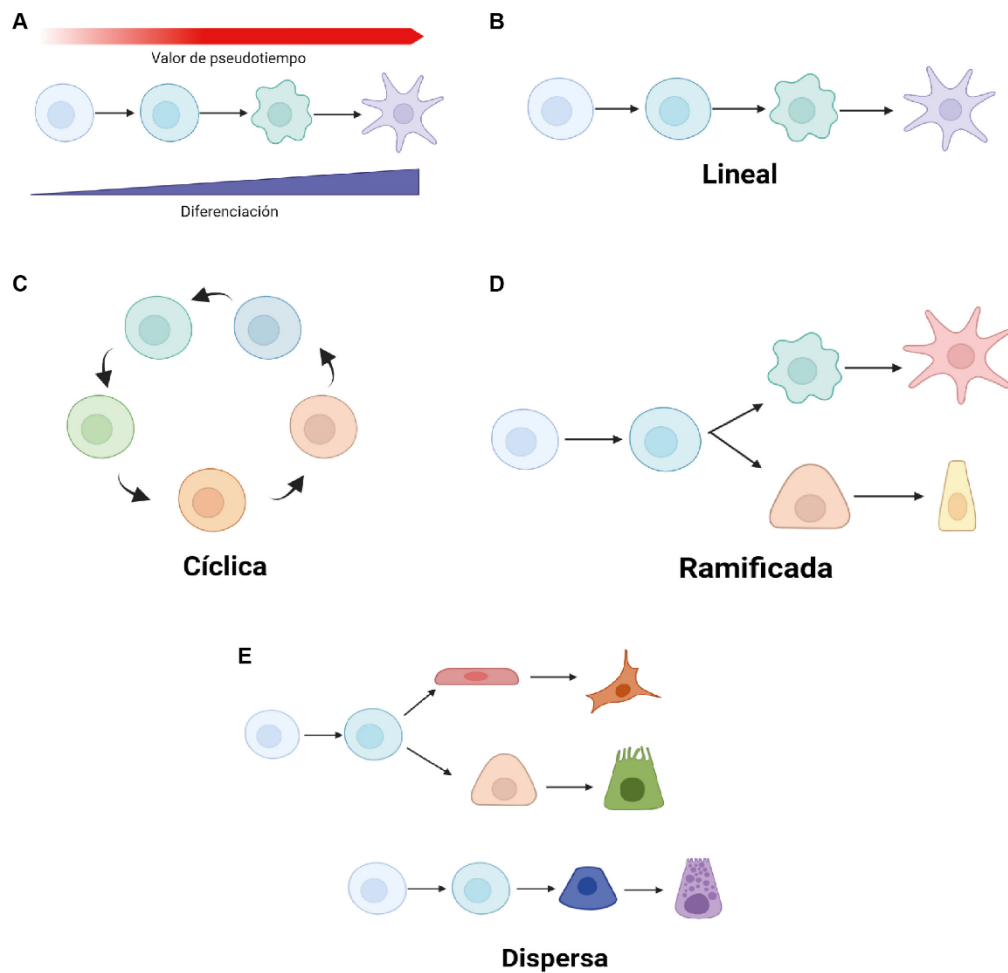 A
Valor de pseudotiempo
Diferenciación
B
Lineal
C
Cíclica
D
Ramificada
E
Dispersa